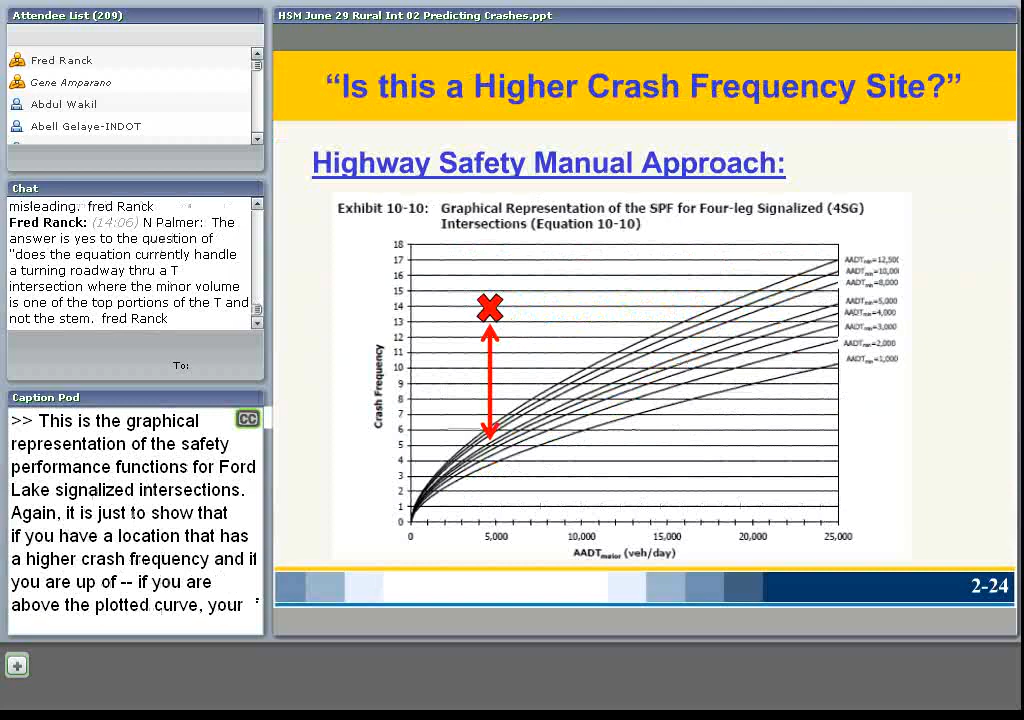 Attendee List (209)
Fred Ranck
Gene Amparano
Abdul Wakil
Abell Gelaye-INDOT
Chat
misleading. fred Ranck
Fred Ranck: (14:06) N Palmer: The
answer is yes to the question of
"does the equation currently handle
a turning roadway thru a T
intersection where the minor volume
is one of the top portions of the T and
not the stem. fred Ranck
To:
Caption Pod
CC
>> This is the graphical
representation of the safety
performance functions for Ford
Lake signalized intersections.
Again, it is just to show that
if you have a location that has
a higher crash frequency and if
you are up of -- if you are
above the plotted curve, your
HSM June 29 Rural Int 02 Predicting Crashes.ppt
“Is this a Higher Crash Frequency Site?”
Highway Safety Manual Approach:
Exhibit 10-10: Graphical Representation of the SPF for Four-leg Signalized (4SG)
Intersections (Equation 10-10)
Crash Frequency
18
17
16
15
14
13
12
11
10
9
8
7
6
5
4
3
2
1
0
AADTmin=12,500
AADTmin=10,000
AADTmin=8,000
AADTmin=5,000
AADTmin=4,000
AADTmin=3,000
AADTmin=2,000
AADTmin=1,000
0 5,000 10,000 15,000 20,000 25,000
AADTmajor (veh/day)
2-24